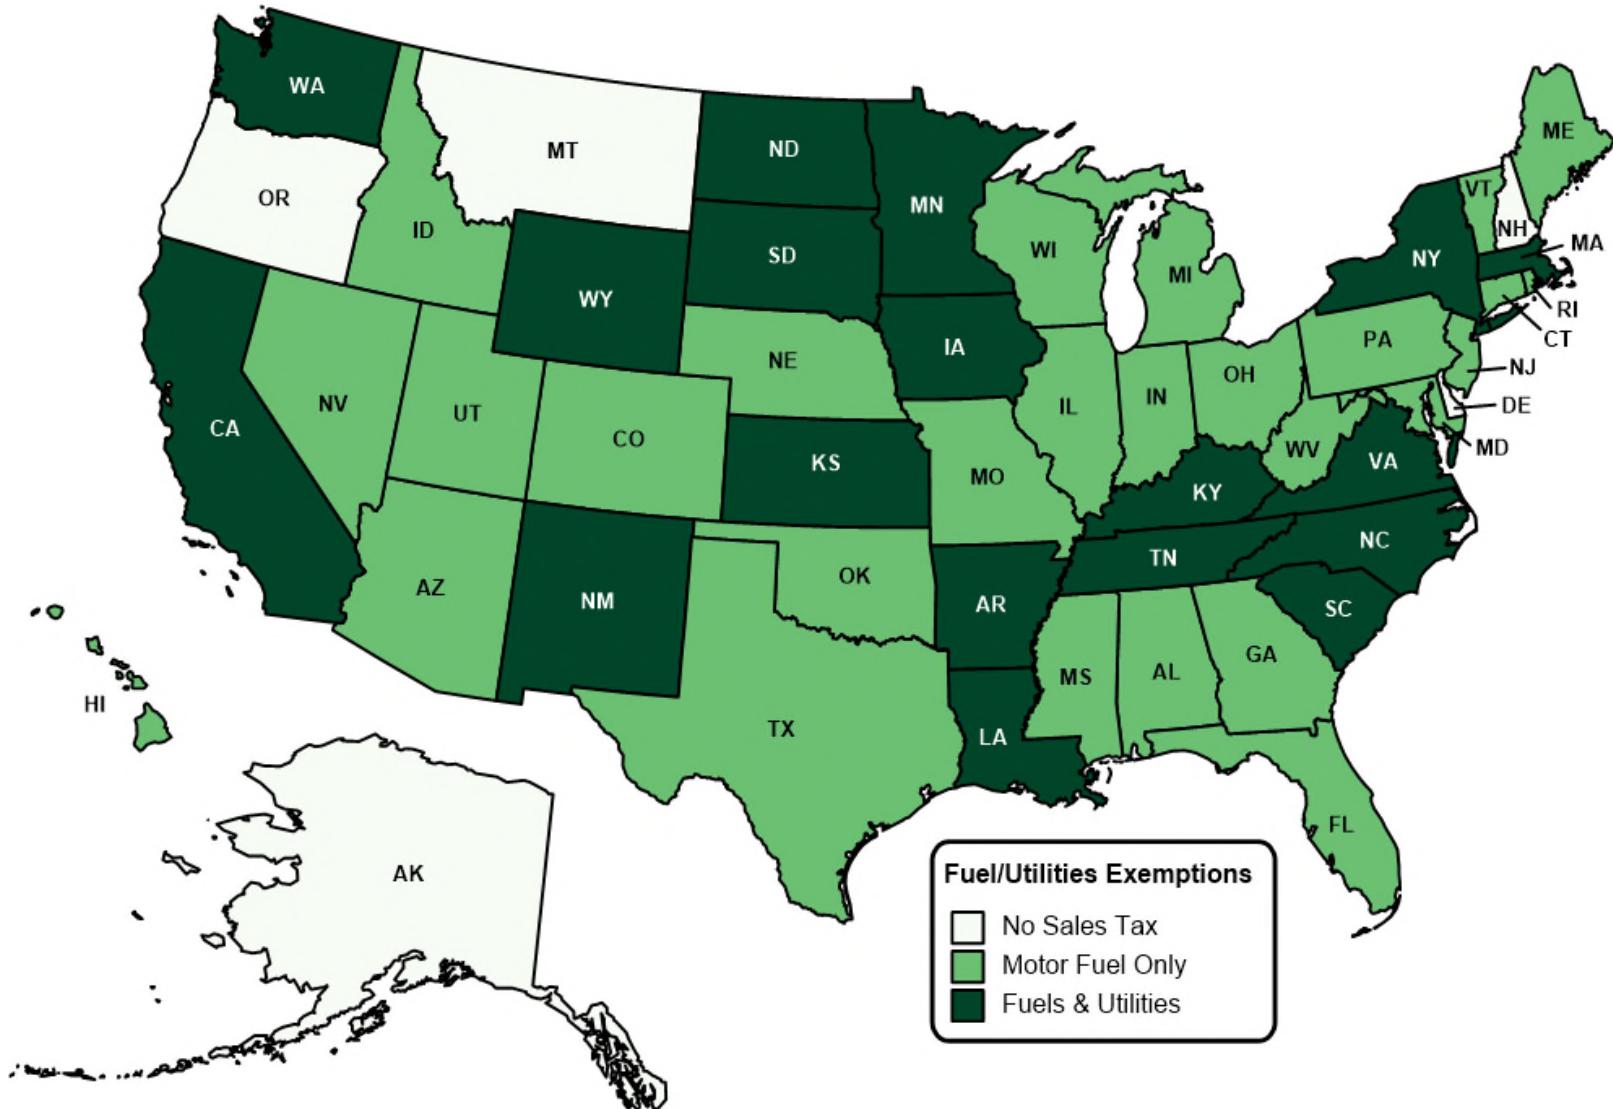 WA
MT
ND
MN
ME
OR
ID
VT
NH
MA
WI
NY
SD
MI
WY
RI
CT
IA
PA
NE
NJ
OH
NV
UT
IL
IN
DE
CA
CO
MD
KS
WV
VA
MO
KY
NC
TN
OK
AZ
NM
AR
SC
GA
MS
AL
HI
TX
LA
FL
AK
Fuel/Utilities Exemptions
No Sales Tax
Motor Fuel Only
Fuels & Utilities